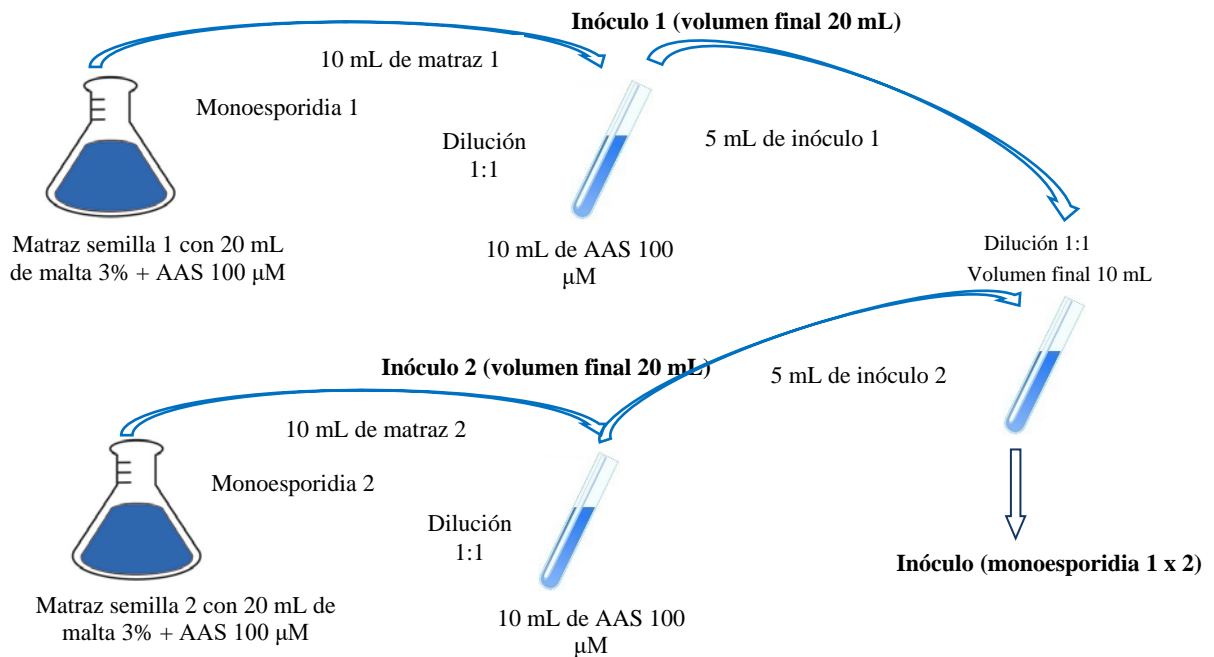 Inóculo 1 (volumen final 20 mL)
10 mL de matraz 1
Monoesporidia 1
Dilución
1:1
5 mL de inóculo 1
Matraz semilla 1 con 20 mL
de malta 3% + AAS 100 μM
10 mL de AAS 100
μM
Dilución 1:1
Volumen final 10 mL
Inóculo 2 (volumen final 20 mL)
5 mL de inóculo 2
10 mL de matraz 2
Monoesporidia 2
Dilución
1:1
Inóculo (monoesporidia 1 x 2)
Matraz semilla 2 con 20 mL de
malta 3% + AAS 100 μM
10 mL de AAS 100
μM